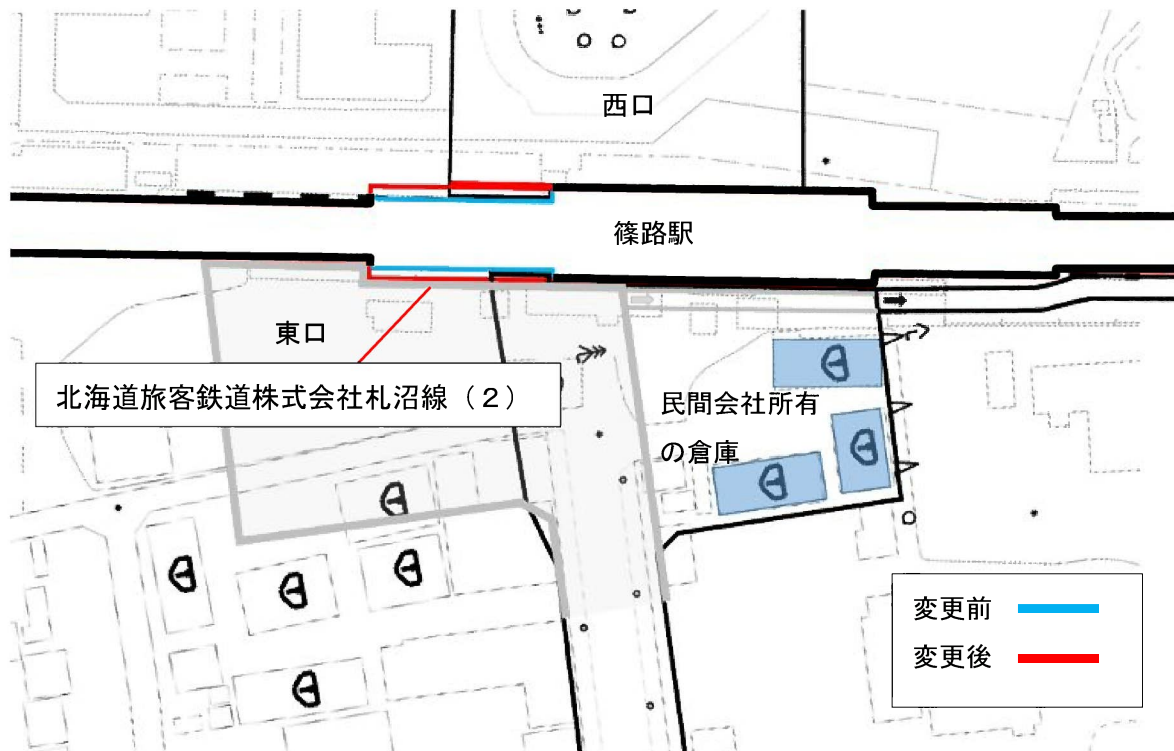 西口
篠路駅
東口
北海道旅客鉄道株式会社札沼線（２）
民間会社所有
の倉庫
変更前
変更後